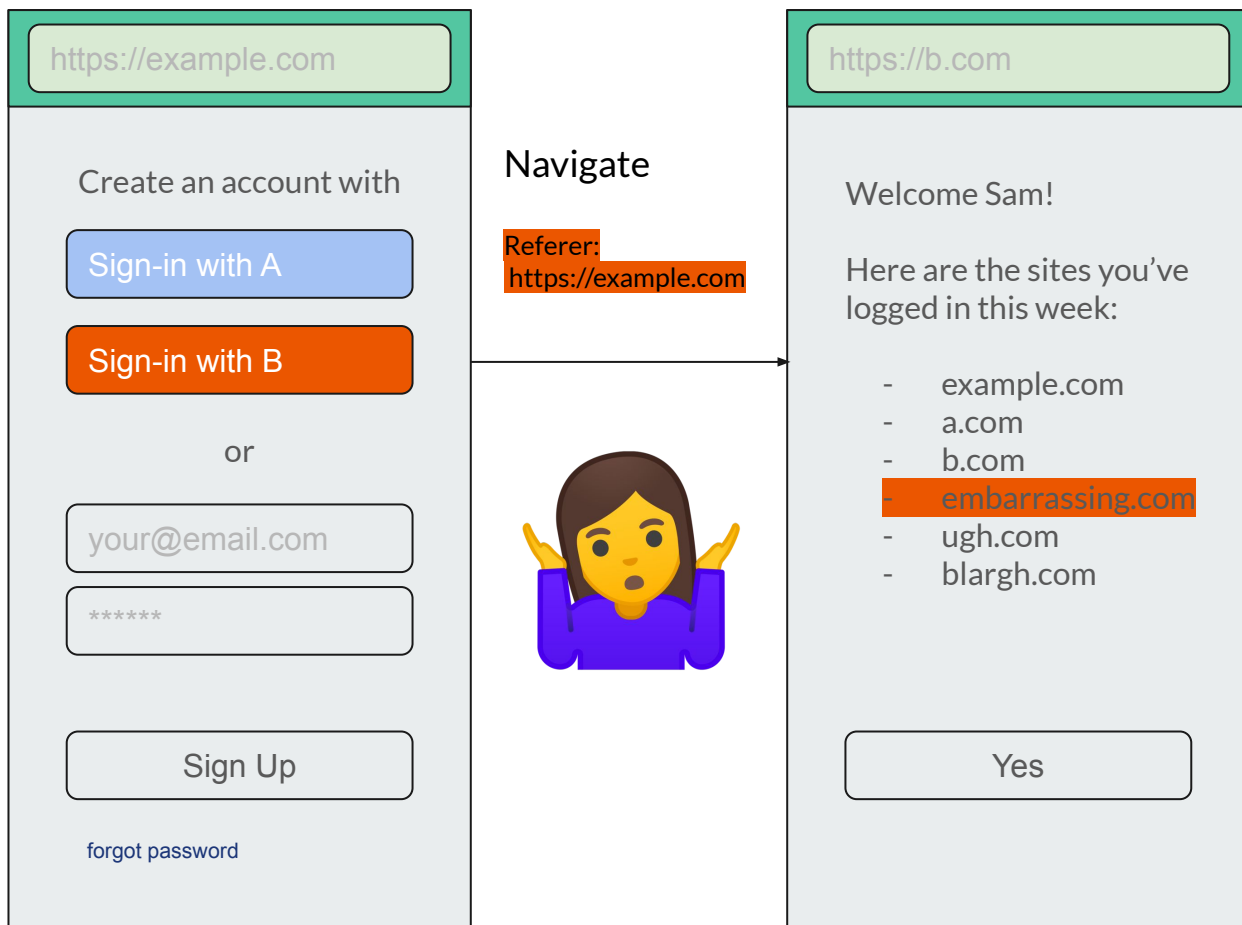 https://example.com
Create an account with
Sign-in with A
Sign-in with B
or
your@email.com
******
Sign Up
forgot password
Navigate
Referer:
https://example.com
https://b.com
Welcome Sam!
Here are the sites you’ve
logged in this week:
- example.com
- a.com
- b.com
- embarrassing.com
- ugh.com
- blargh.com
Yes